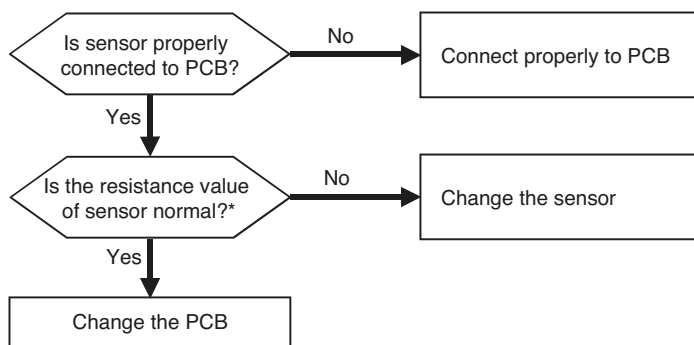 Is sensor properly
connected to PCB?
No
Connect properly to PCB
Yes
Is the resistance value
of sensor normal?*
No
Change the sensor
Yes
Change the PCB